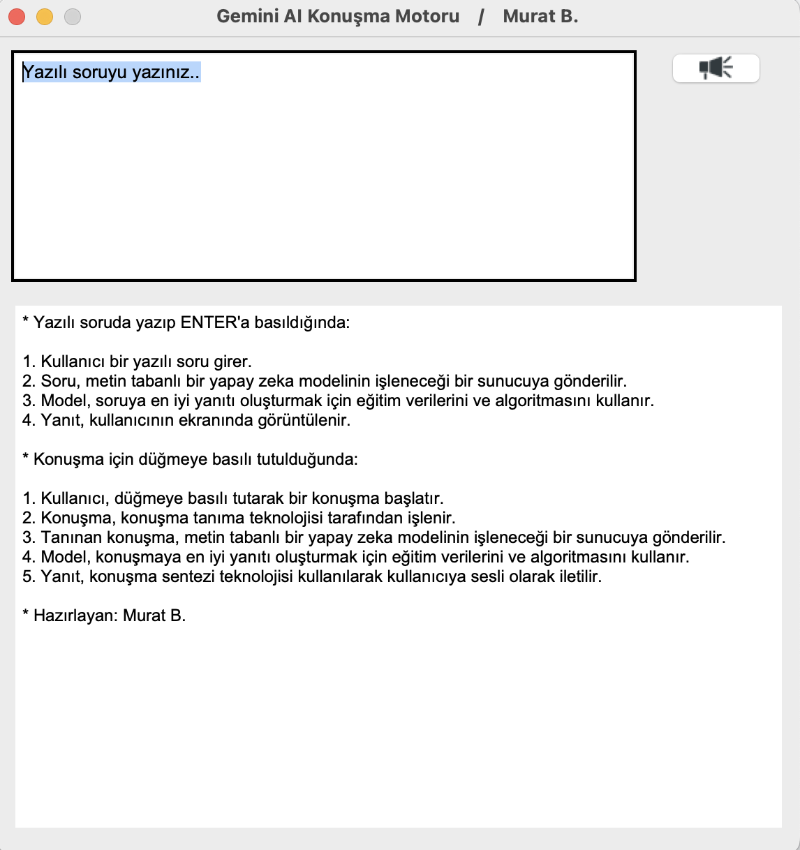 Gemini AI Konuşma Motoru / Murat B.
Yazılı soruyu yazınız..
* Yazılı soruda yazıp ENTER'a basıldığında:
1. Kullanıcı bir yazılı soru girer.
2. Soru, metin tabanlı bir yapay zeka modelinin işleneceği bir sunucuya gönderilir.
3. Model, soruya en iyi yanıtı oluşturmak için eğitim verilerini ve algoritmasını kullanır.
4. Yanıt, kullanıcının ekranında görüntülenir.
* Konuşma için düğmeye basılı tutulduğunda:
1. Kullanıcı, düğmeye basılı tutarak bir konuşma başlatır.
2. Konuşma, konuşma tanıma teknolojisi tarafından işlenir.
3. Tanınan konuşma, metin tabanlı bir yapay zeka modelinin işleneceği bir sunucuya gönderilir.
4. Model, konuşmaya en iyi yanıtı oluşturmak için eğitim verilerini ve algoritmasını kullanır.
5. Yanıt, konuşma sentezi teknolojisi kullanılarak kullanıcıya sesli olarak iletilir.
* Hazırlayan: Murat B.